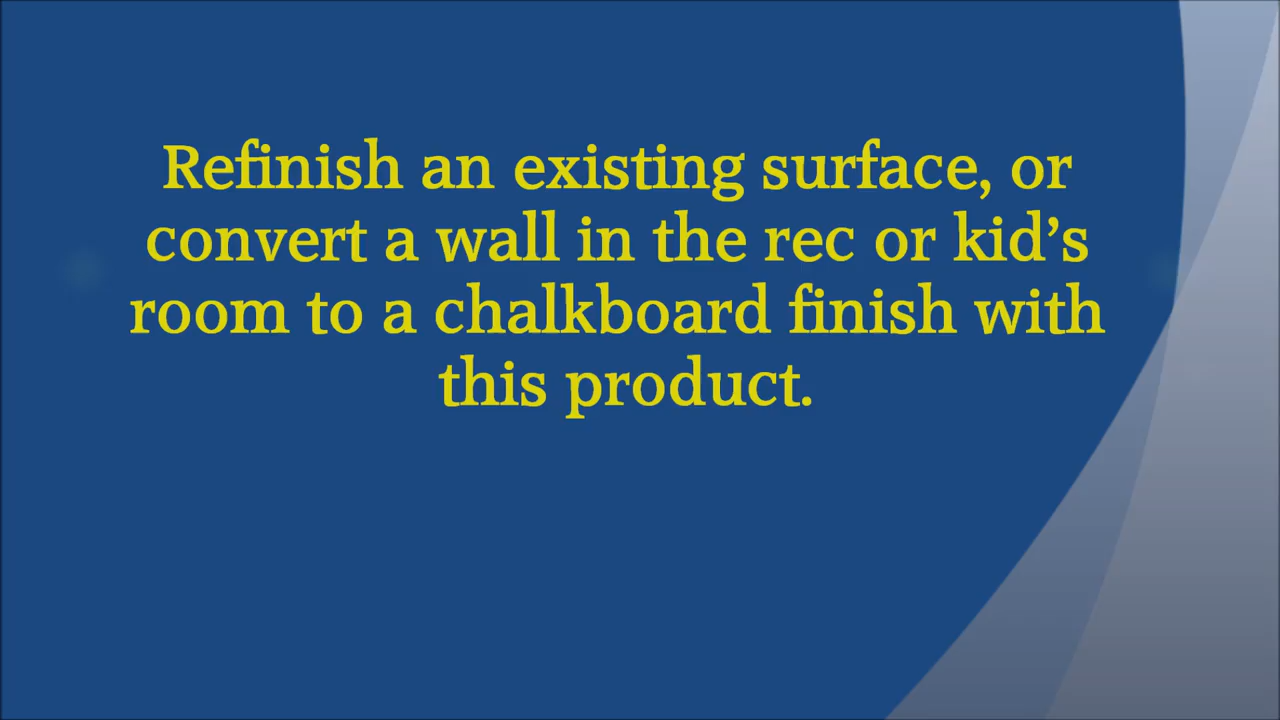 Refinish an existing surface, or
convert a wall in the rec or kid’s
room to a chalkboard finish with
this product.